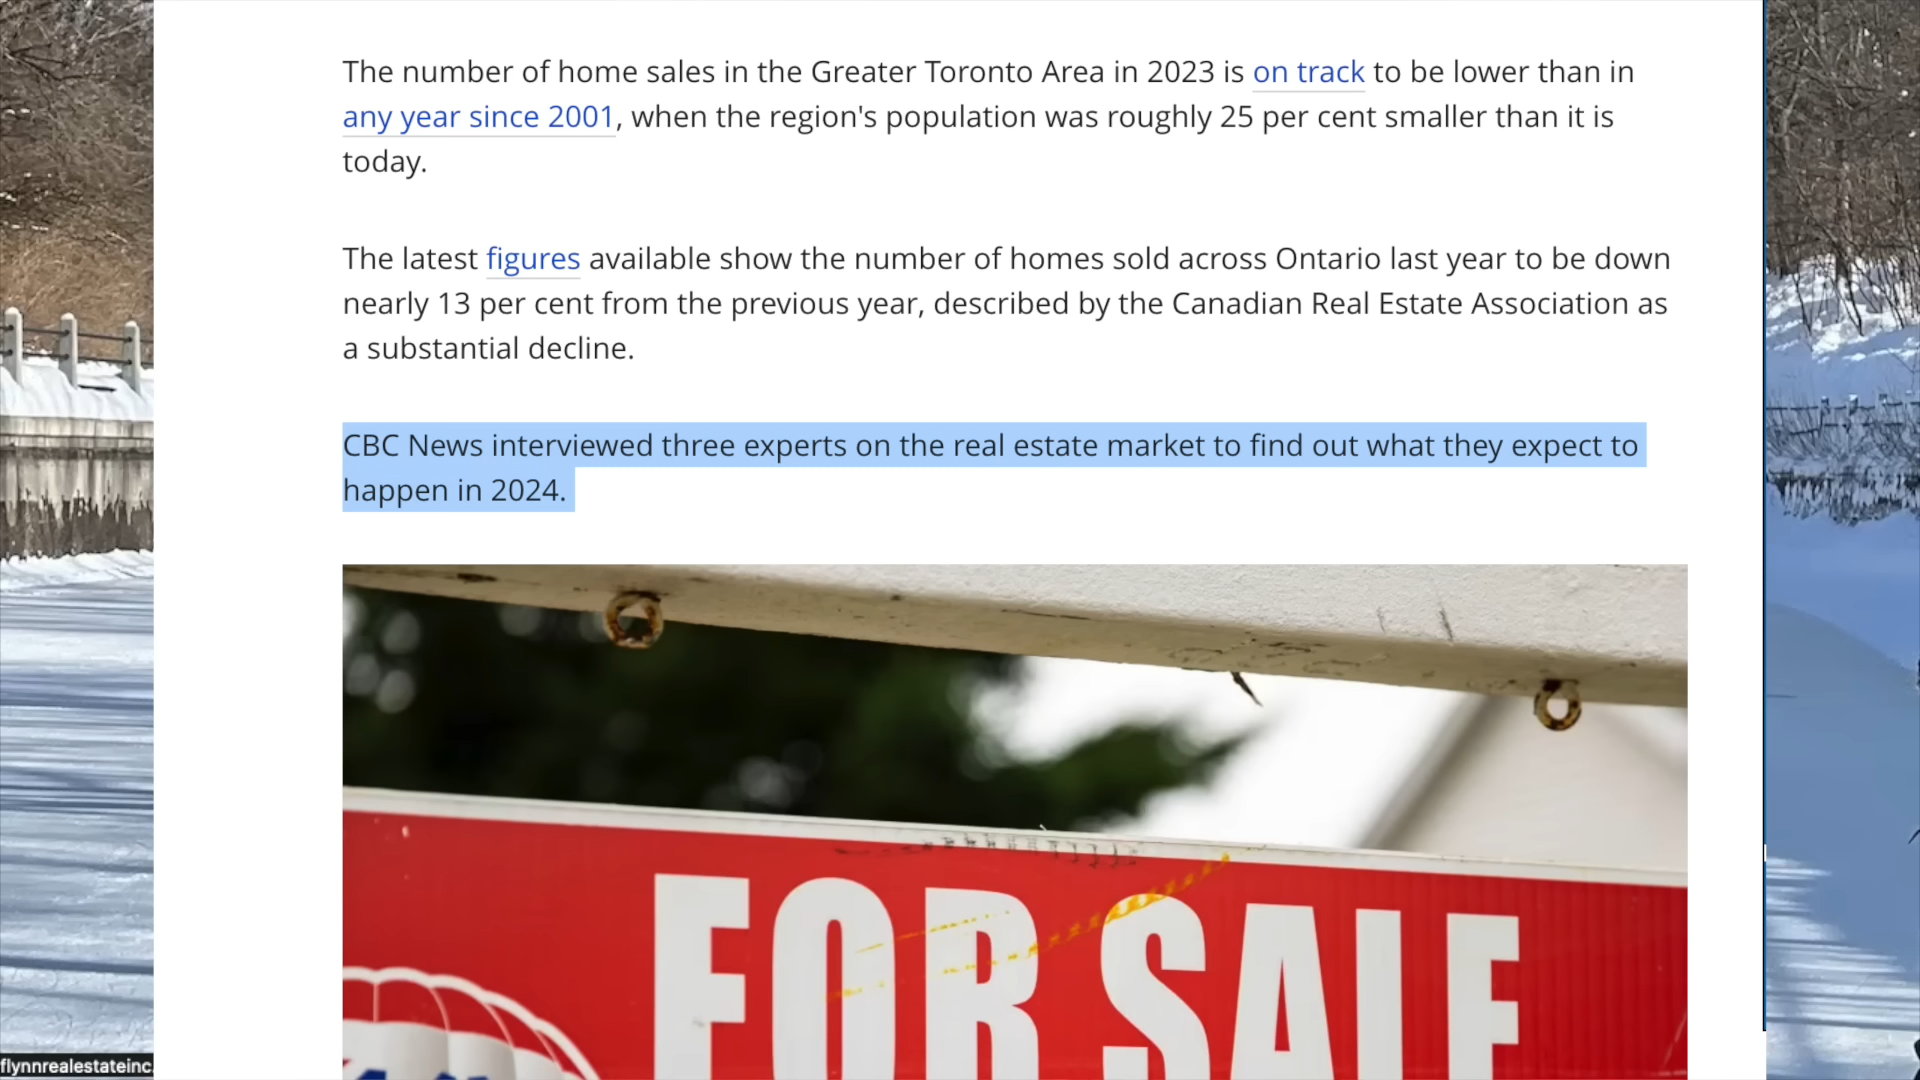 The number of home sales in the Greater Toronto Area in 2023 is on track to be lower than in
any year since 2001, when the region's population was roughly 25 per cent smaller than it is
today.
The latest figures available show the number of homes sold across Ontario last year to be down
nearly 13 per cent from the previous year, described by the Canadian Real Estate Association as
a substantial decline.
CBC News interviewed three experts on the real estate market to find out what they expect to
happen in 2024.
FOR SALE
flynnrealestateinc.